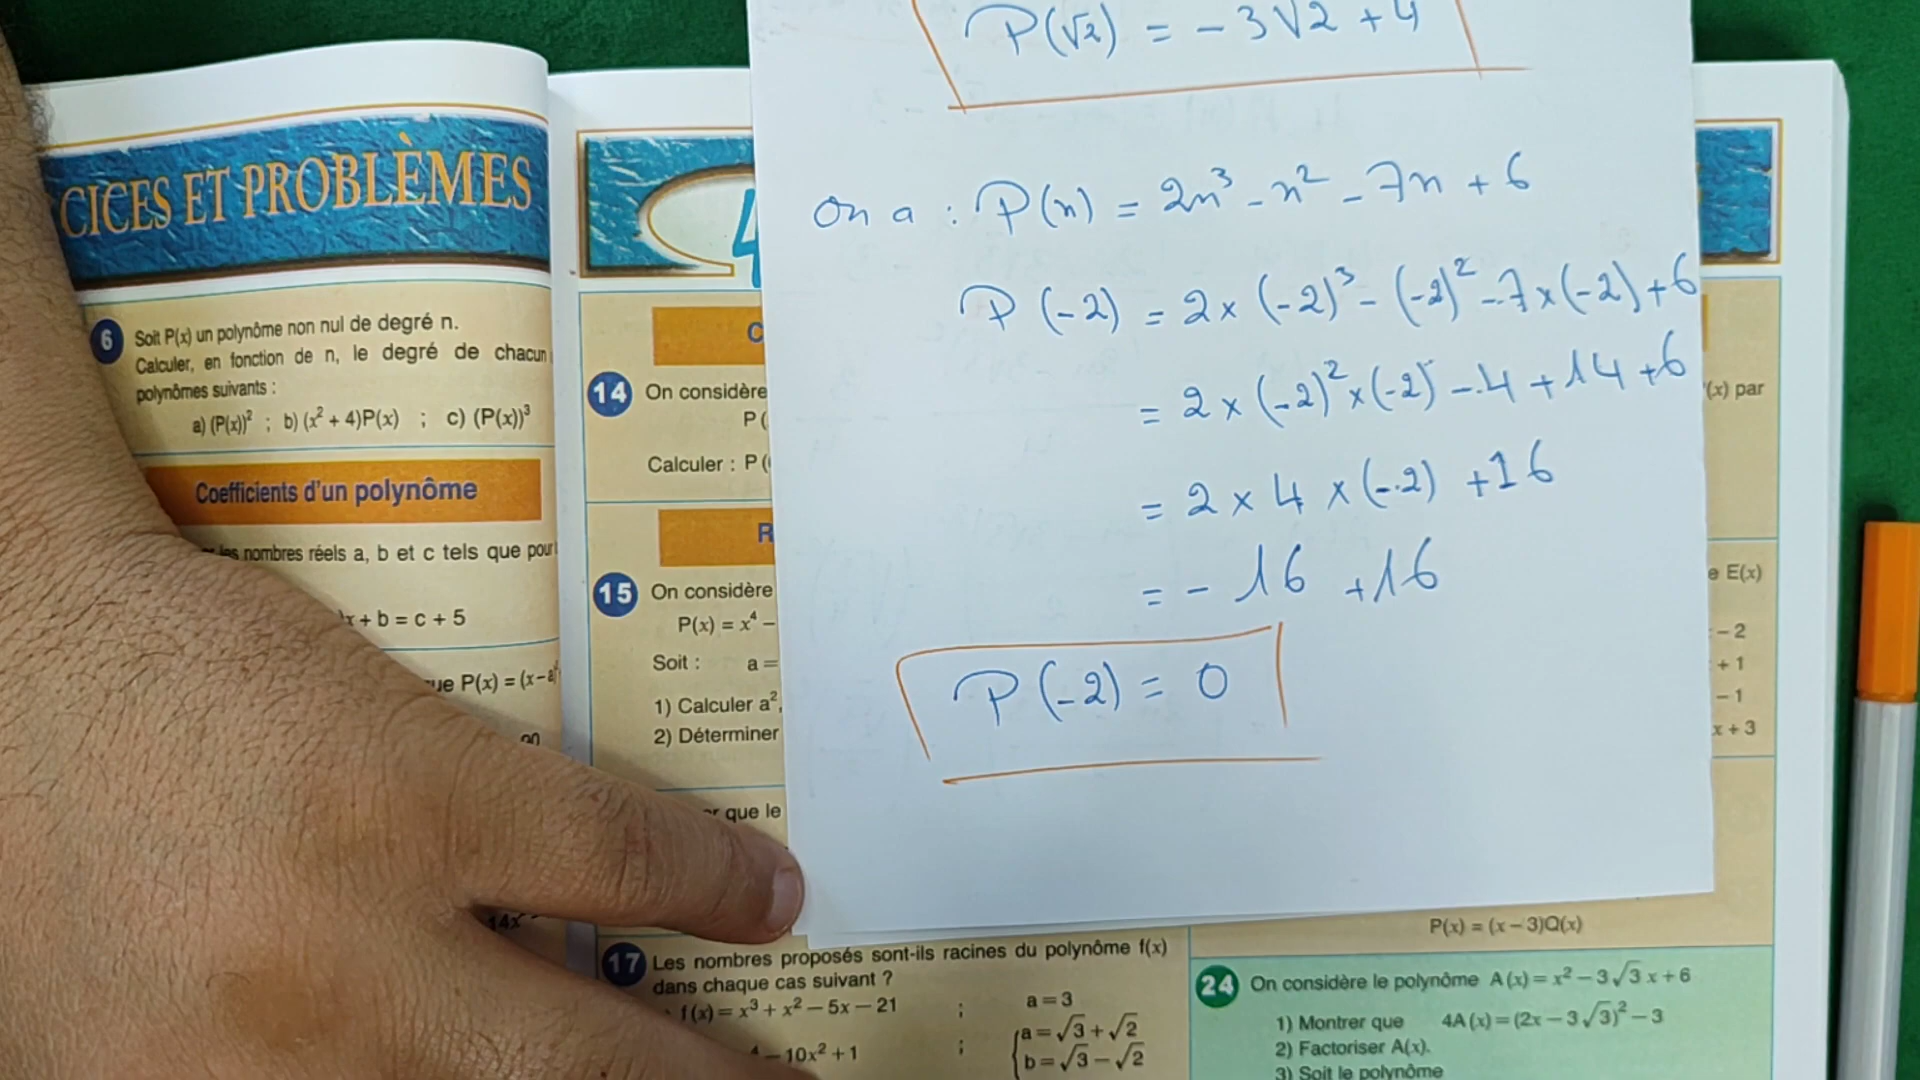 CICES ET PROBLÈMES
6 Soit P(x) un polynôme non nul de degré n.
Calculer, en fonction de n, le degré de chacun
polynômes suivants :
a) (P(x))² ; b) (x² + 4)P(x) ; c) (P(x))³
Coefficients d'un polynôme
les nombres réels a, b et c tels que pour
x + b = c + 5
ue P(x) = (x – a
14x
4
C
14 On considère
P (
Calculer : P (
R
15 On considère
P(x) = x⁴ –
Soit : a =
1) Calculer a²,
2) Déterminer
que le
17 Les nombres proposés sont-ils racines du polynôme f(x)
dans chaque cas suivant ?
f(x) = x³ + x² – 5x – 21 ; a = 3
⁴ – 10x² + 1 ; { a = √3 + √2
b = √3 – √2
P(√2) = - 3√2 + 4
On a : P(x) = 2x³ - x² - 7x + 6
P(-2) = 2 × (-2)³ - (-2)² - 7 × (-2) + 6
= 2 × (-2)² × (-2) - 4 + 14 + 6
= 2 × 4 × (-2) + 16
= - 16 + 16
P(-2) = 0
(x) par
e E(x)
– 2
+ 1
– 1
x + 3
P(x) = (x – 3)Q(x)
24 On considère le polynôme A(x) = x² – 3√3 x + 6
1) Montrer que 4A(x) = (2x – 3√3)² – 3
2) Factoriser A(x).
3) Soit le polynôme